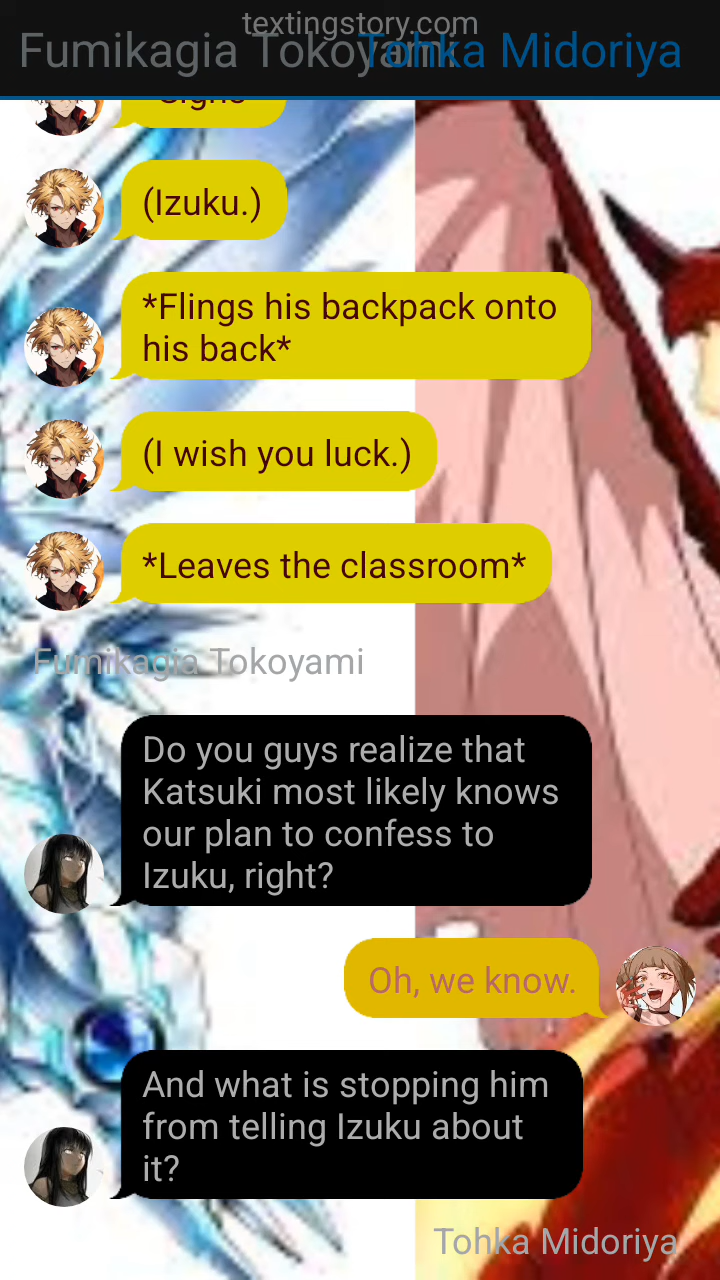 textingstory.com
Fumikagia Tokoyami
Tohka Midoriya
*Sighs*
(Izuku.)
*Flings his backpack onto
his back*
(I wish you luck.)
*Leaves the classroom*
Fumikagia Tokoyami
Do you guys realize that
Katsuki most likely knows
our plan to confess to
Izuku, right?
Oh, we know.
And what is stopping him
from telling Izuku about
it?
Tohka Midoriya